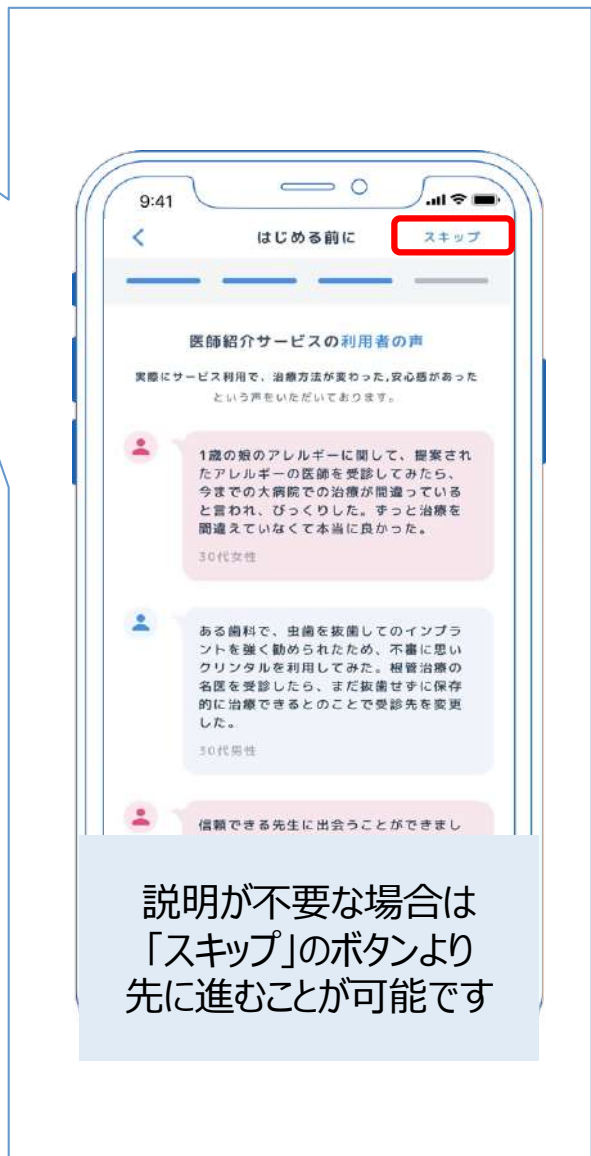 9:41
はじめる前に
スキップ
医師紹介サービスの利用者の声
実際にサービス利用で、治療方法が変わった,安心感があった
という声をいただいております。
1歳の娘のアレルギーに関して、提案され
たアレルギーの医師を受診してみたら、
今までの大病院での治療が間違っている
と言われ、びっくりした。ずっと治療を
間違えていなくて本当に良かった。
30代女性
ある歯科で、虫歯を抜歯してのインプラ
ントを強く勧められたため、不審に思い
クリンタルを利用してみた。根管治療の
名医を受診したら、まだ抜歯せずに保存
的に治療できるとのことで受診先を変更
した。
30代男性
信頼できる先生に出会うことができまし
説明が不要な場合は
「スキップ」のボタンより
先に進むことが可能です